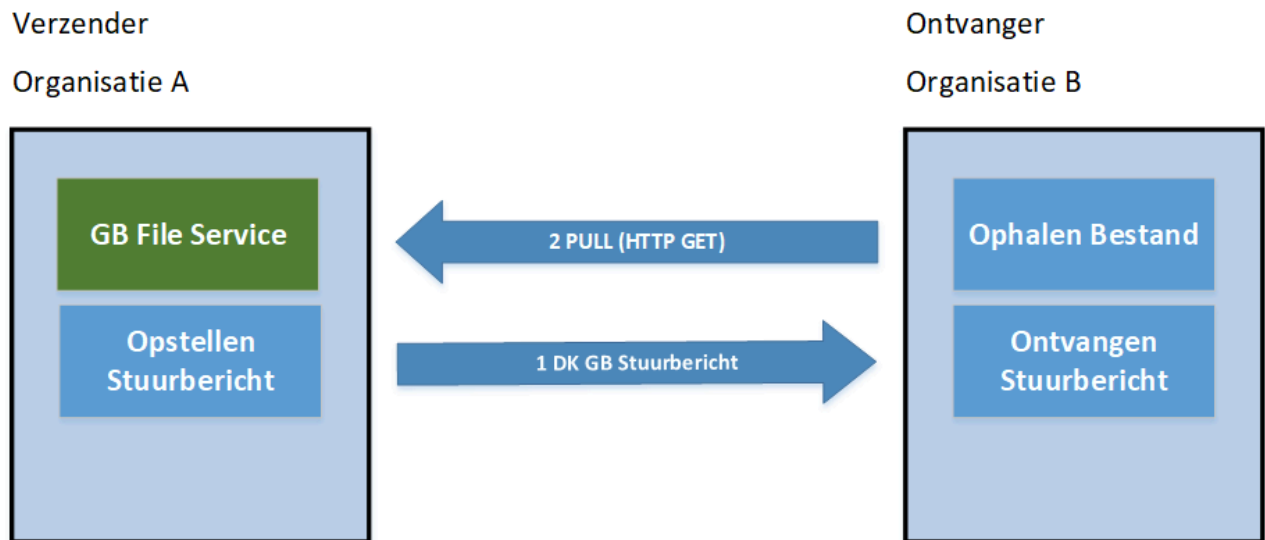 Verzender
Organisatie A
Ontvanger
Organisatie B
GB File Service
2 PULL (HTTP GET)
Ophalen Bestand
Opstellen
Stuurbericht
1 DK GB Stuurbericht
Ontvangen
Stuurbericht